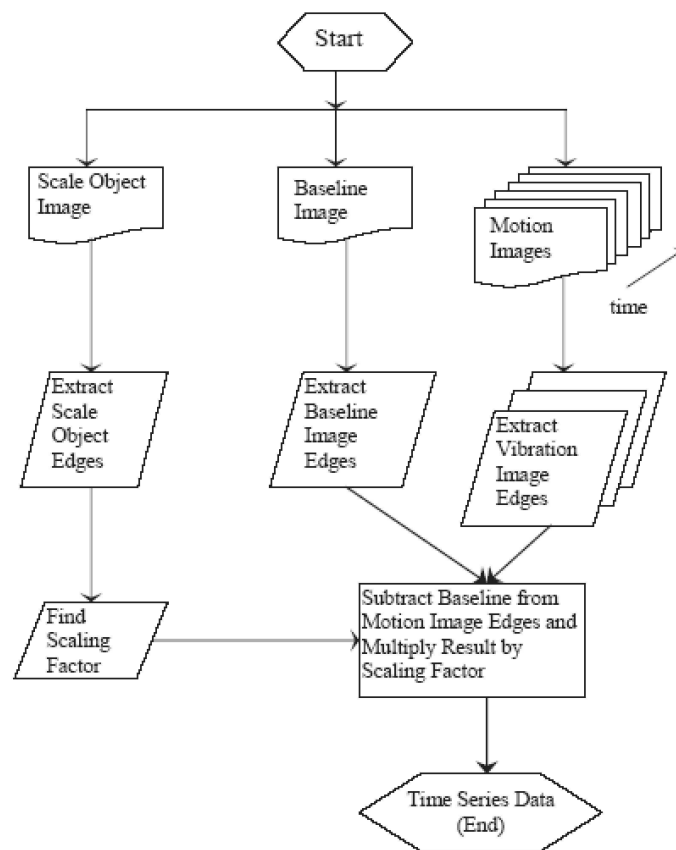 Start
Scale Object
Image
Baseline
Image
Motion
Images
time
Extract
Scale
Object
Edges
Extract
Baseline
Image
Edges
Extract
Vibration
Image
Edges
Find
Scaling
Factor
Subtract Baseline from
Motion Image Edges and
Multiply Result by
Scaling Factor
Time Series Data
(End)